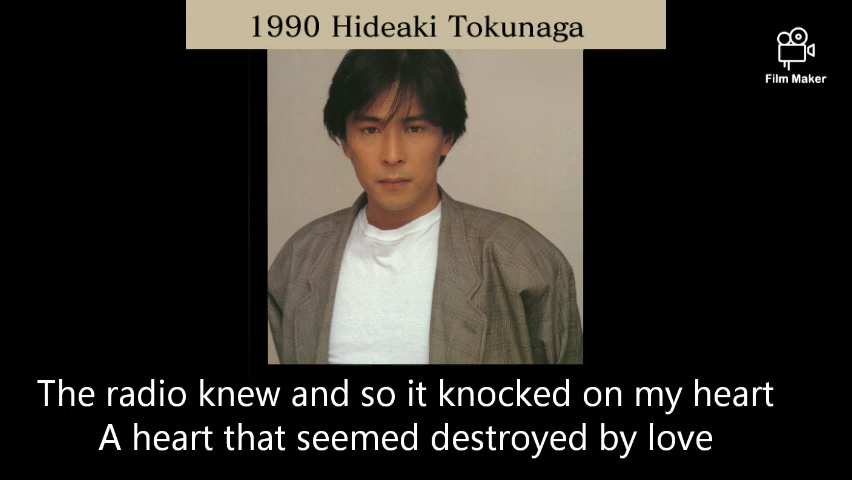 1990 Hideaki Tokunaga
Film Maker
The radio knew and so it knocked on my heart
A heart that seemed destroyed by love